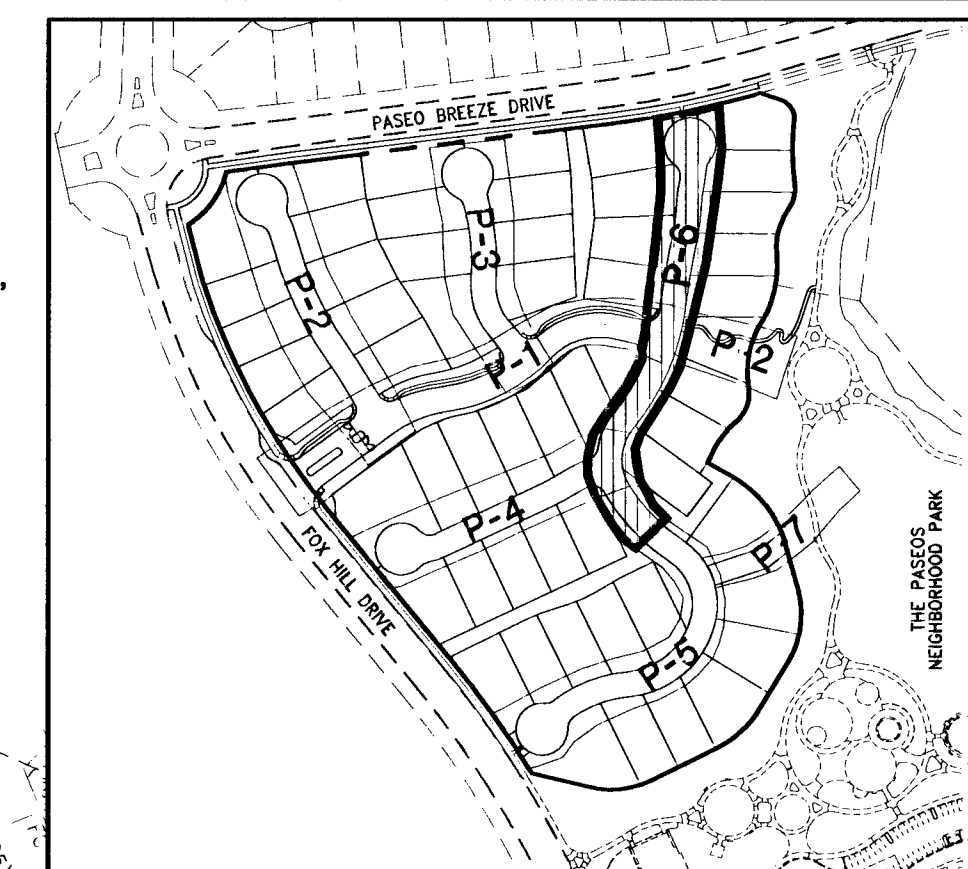 PASEO BREEZE DRIVE
P-6
P-3
P-2
P-1
P-2
P-4
P-7
FOX HILL DRIVE
THE PASEOS
NEIGHBORHOOD PARK
P-5